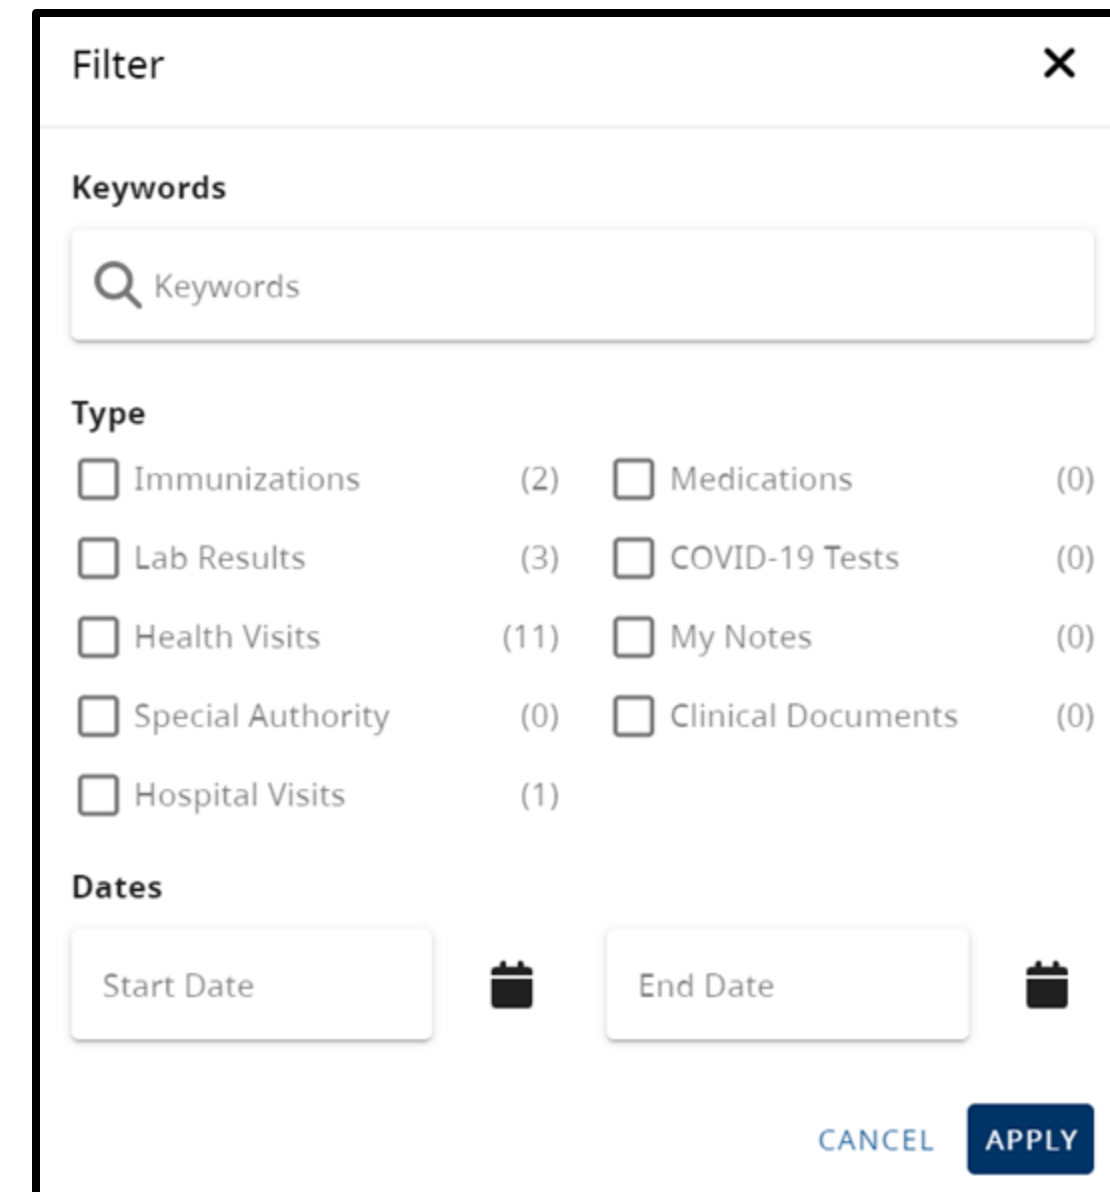 Filter
Keywords
Keywords
Type
Immunizations (2) Medications (0)
Lab Results (3) COVID-19 Tests (0)
Health Visits (11) My Notes (0)
Special Authority (0) Clinical Documents (0)
Hospital Visits (1)
Dates
Start Date End Date
CANCEL APPLY